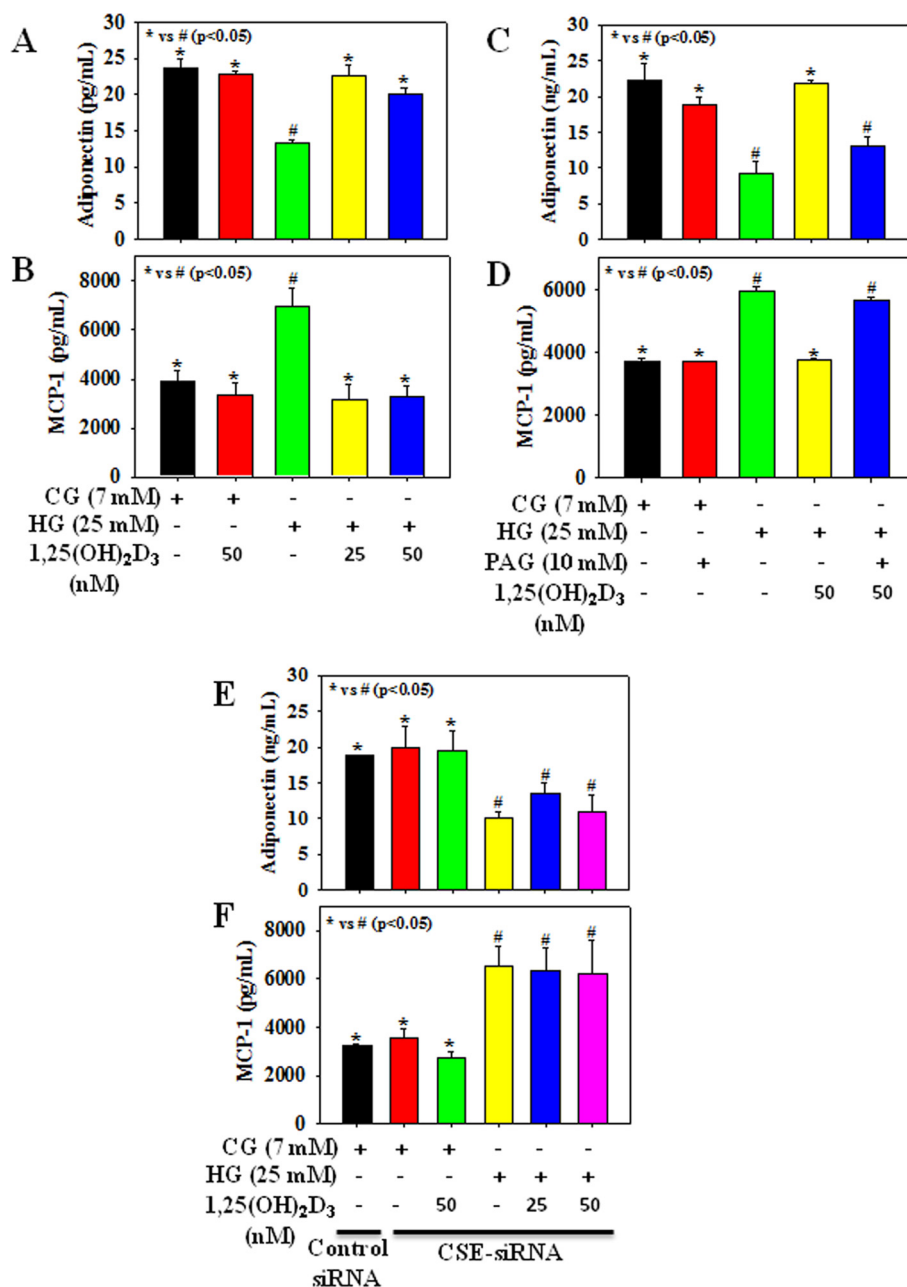 A
* vs # (p<0.05)
Adiponectin (pg/mL)
30
25
20
15
10
5
0
* * # * *
B
* vs # (p<0.05)
MCP-1 (pg/mL)
8000
6000
4000
2000
0
* * # * *
CG (7 mM) + + - - -
HG (25 mM) - - + + +
1,25(OH)₂D₃ - 50 - 25 50
(nM)
C
* vs # (p<0.05)
Adiponectin (ng/mL)
30
25
20
15
10
5
0
* * # * #
D
* vs # (p<0.05)
MCP-1 (pg/mL)
6000
4000
2000
0
* * # * #
CG (7 mM) + + - - -
HG (25 mM) - - + + +
PAG (10 mM) - + - - +
1,25(OH)₂D₃ - - - 50 50
(nM)
E
* vs # (p<0.05)
Adiponectin (ng/mL)
30
25
20
15
10
5
0
* * * # # #
F
* vs # (p<0.05)
MCP-1 (pg/mL)
8000
6000
4000
2000
0
* * * # # #
CG (7 mM) + + + - - -
HG (25 mM) - - - + + +
1,25(OH)₂D₃ - - 50 - 25 50
(nM)
Control
siRNA
CSE-siRNA